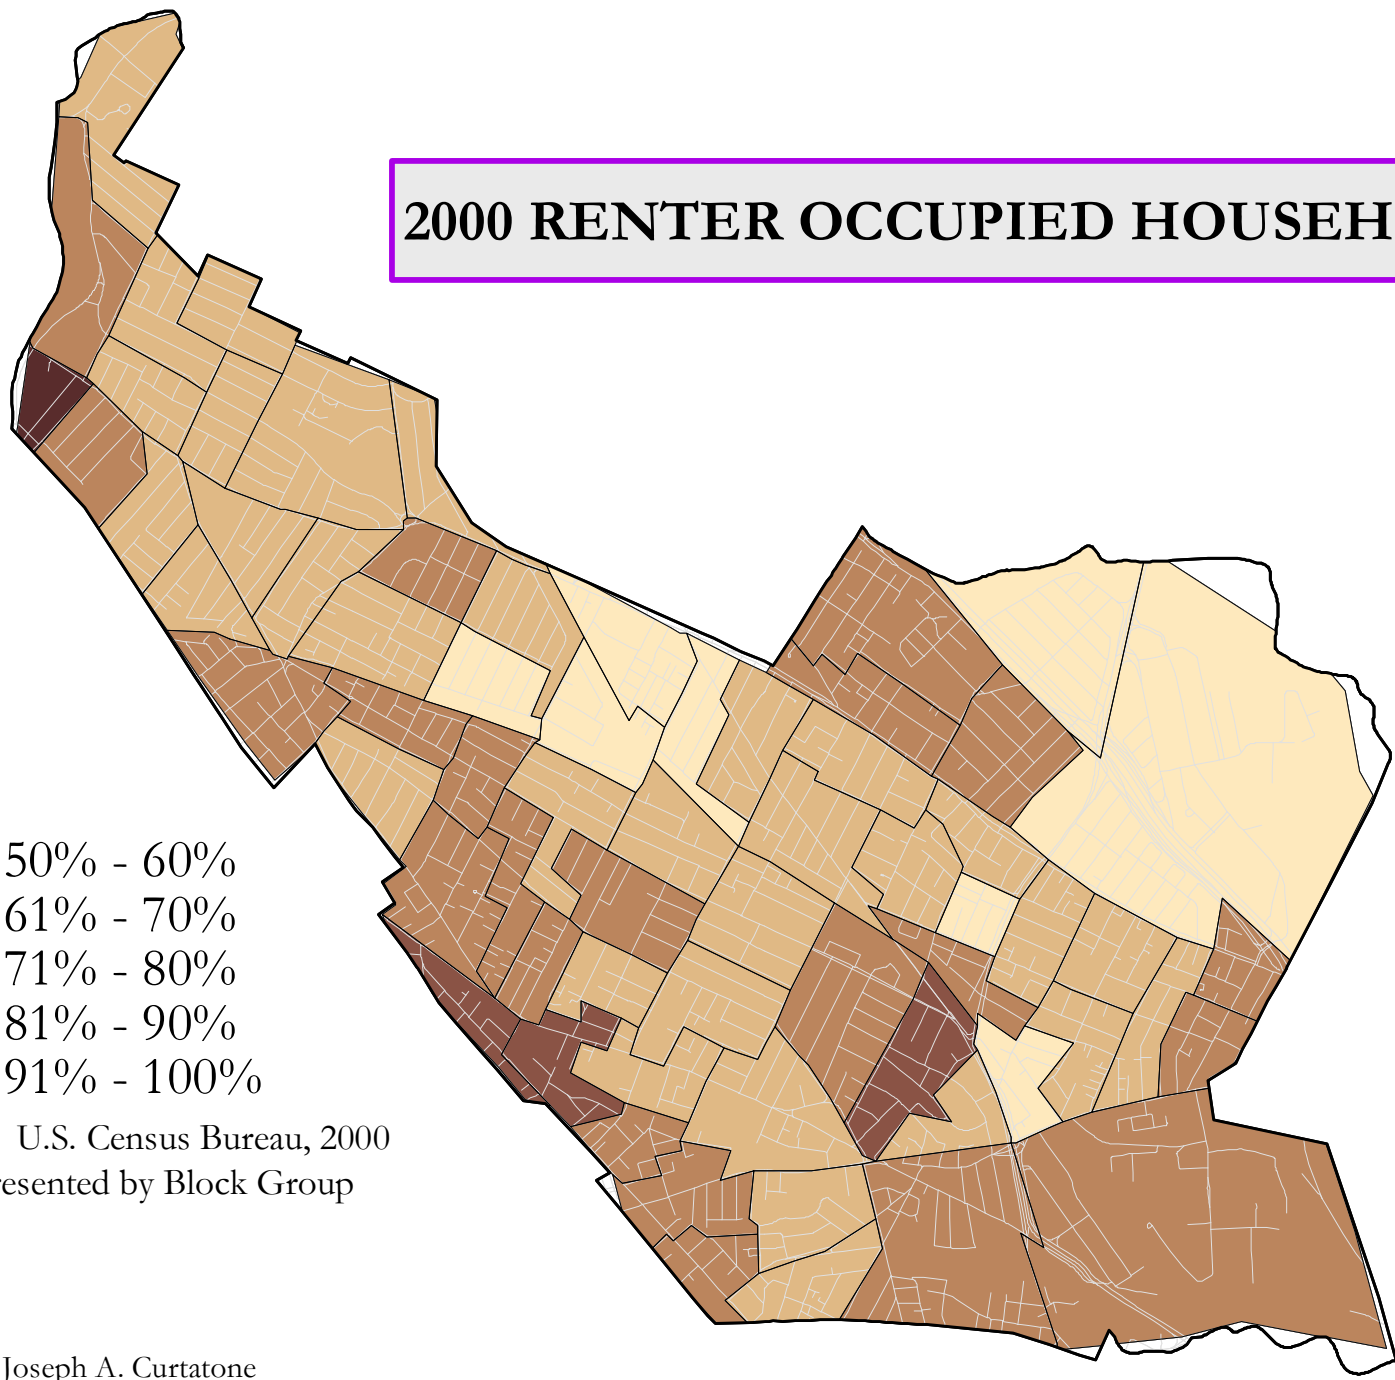 2000 RENTER OCCUPIED HOUSEH
50% - 60%
61% - 70%
71% - 80%
81% - 90%
91% - 100%
U.S. Census Bureau, 2000
resented by Block Group
Joseph A. Curtatone